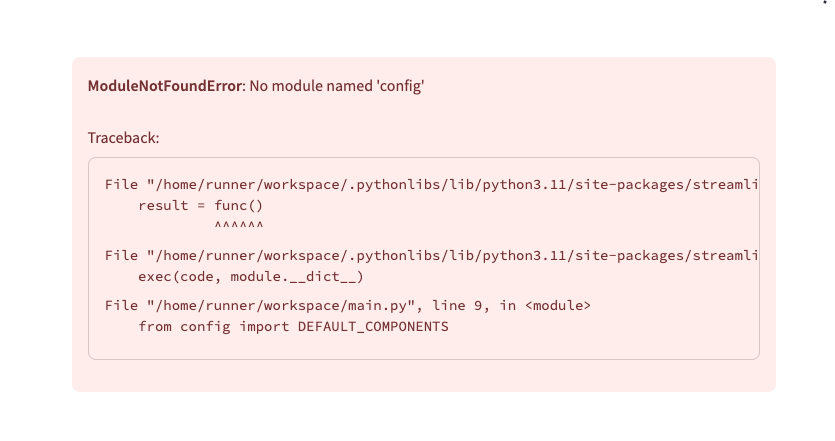 ModuleNotFoundError: No module named 'config'
Traceback:
File "/home/runner/workspace/.pythonlibs/lib/python3.11/site-packages/streamli
    result = func()
             ^^^^^^
File "/home/runner/workspace/.pythonlibs/lib/python3.11/site-packages/streamli
    exec(code, module.__dict__)
File "/home/runner/workspace/main.py", line 9, in <module>
    from config import DEFAULT_COMPONENTS